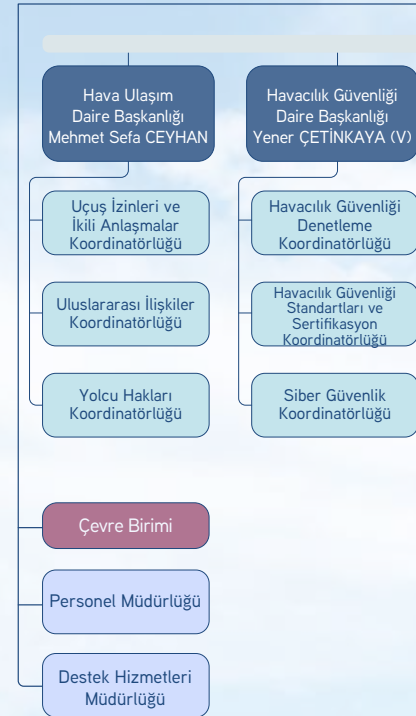 Hava Ulaşım
Daire Başkanlığı
Mehmet Sefa CEYHAN
Uçuş İzinleri ve
İkili Anlaşmalar
Koordinatörlüğü
Uluslararası İlişkiler
Koordinatörlüğü
Yolcu Hakları
Koordinatörlüğü
Havacılık Güvenliği
Daire Başkanlığı
Yener ÇETİNKAYA (V)
Havacılık Güvenliği
Denetleme
Koordinatörlüğü
Havacılık Güvenliği
Standartları ve
Sertifikasyon
Koordinatörlüğü
Siber Güvenlik
Koordinatörlüğü
Çevre Birimi
Personel Müdürlüğü
Destek Hizmetleri
Müdürlüğü